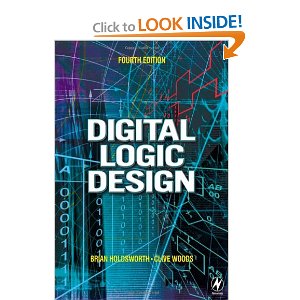 Click to LOOK INSIDE!
FOURTH EDITION
DIGITAL
LOGIC
DESIGN
BRIAN HOLDSWORTH • CLIVE WOODS